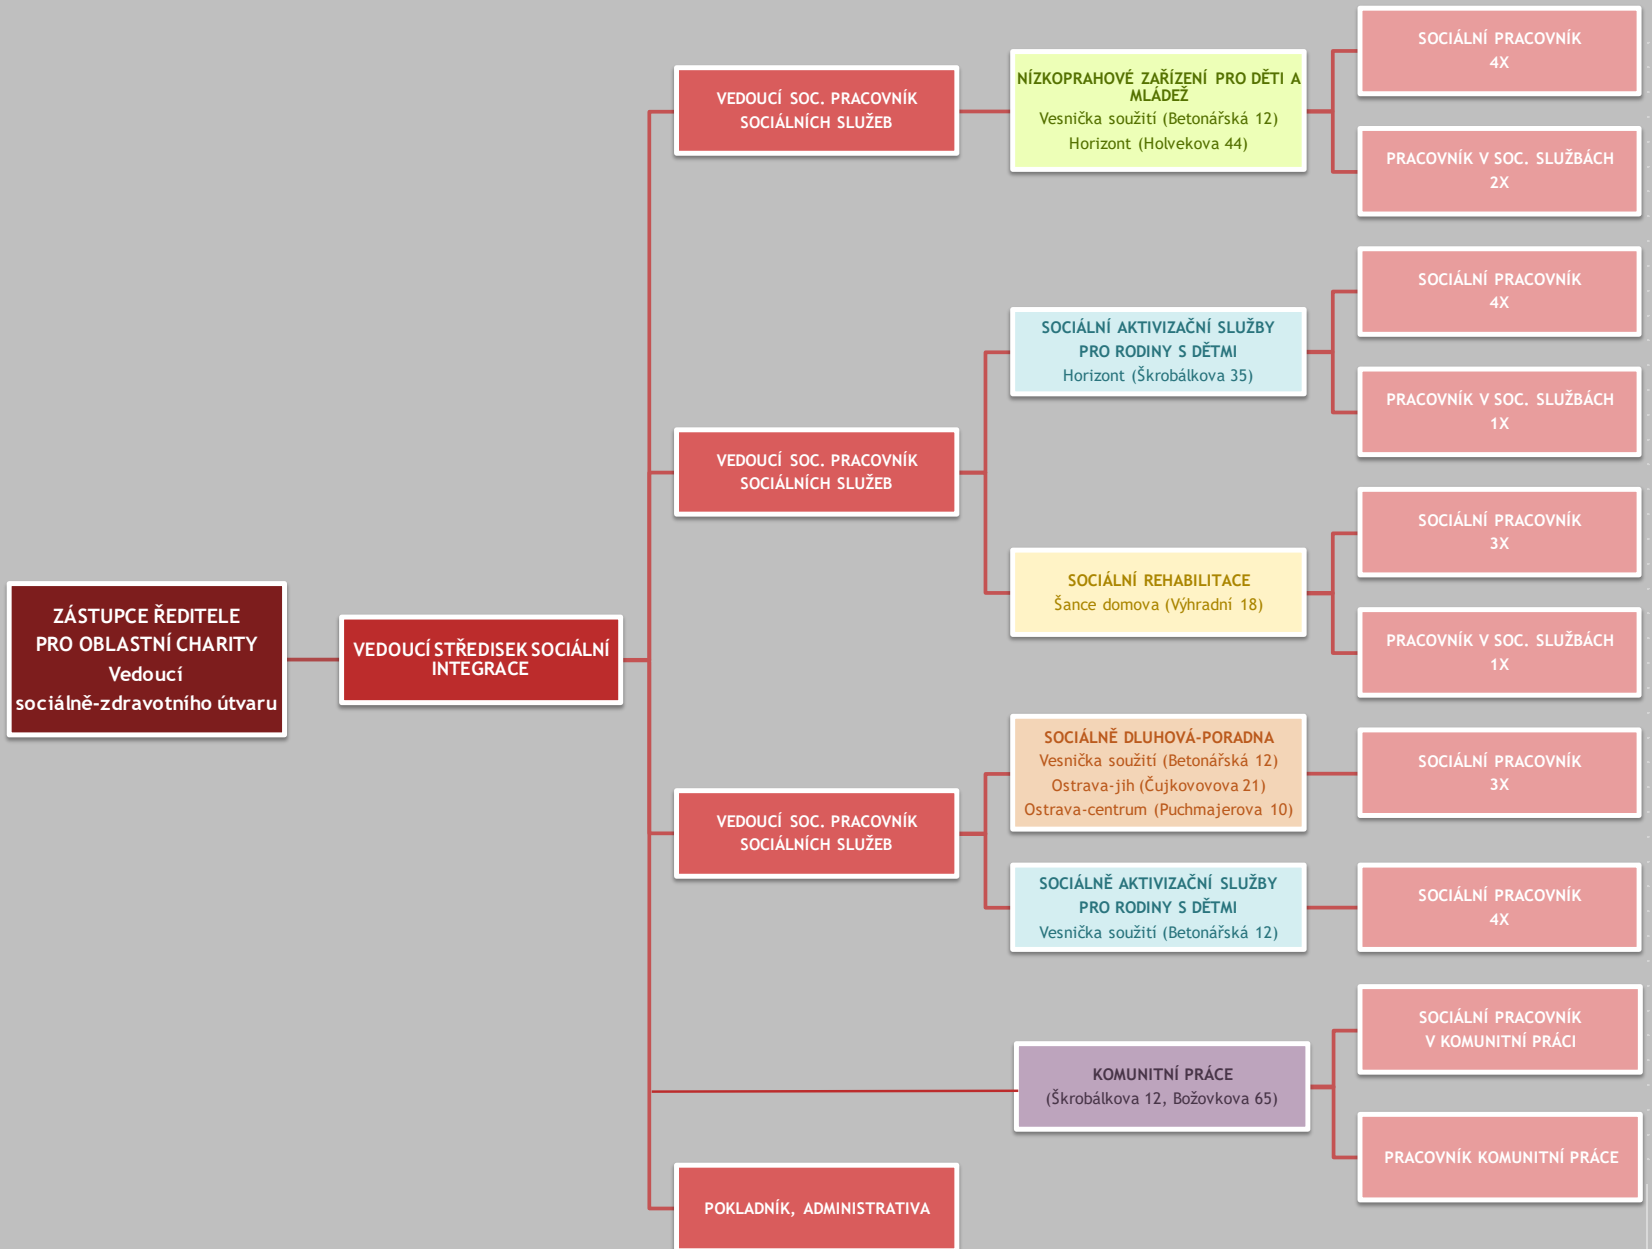 ZÁSTUPCE ŘEDITELE
PRO OBLASTNÍ CHARITY
Vedoucí
sociálně-zdravotního útvaru
VEDOUCÍ STŘEDISEK SOCIÁLNÍ
INTEGRACE
VEDOUCÍ SOC. PRACOVNÍK
SOCIÁLNÍCH SLUŽEB
NÍZKOPRAHOVÉ ZAŘÍZENÍ PRO DĚTI A
MLÁDEŽ
Vesnička soužití (Betonářská 12)
Horizont (Holvekova 44)
SOCIÁLNÍ PRACOVNÍK
4X
PRACOVNÍK V SOC. SLUŽBÁCH
2X
VEDOUCÍ SOC. PRACOVNÍK
SOCIÁLNÍCH SLUŽEB
SOCIÁLNÍ AKTIVIZAČNÍ SLUŽBY
PRO RODINY S DĚTMI
Horizont (Škrobálkova 35)
SOCIÁLNÍ PRACOVNÍK
4X
PRACOVNÍK V SOC. SLUŽBÁCH
1X
SOCIÁLNÍ REHABILITACE
Šance domova (Výhradní 18)
SOCIÁLNÍ PRACOVNÍK
3X
PRACOVNÍK V SOC. SLUŽBÁCH
1X
VEDOUCÍ SOC. PRACOVNÍK
SOCIÁLNÍCH SLUŽEB
SOCIÁLNĚ DLUHOVÁ-PORADNA
Vesnička soužití (Betonářská 12)
Ostrava-jih (Čujkovovova 21)
Ostrava-centrum (Puchmajerova 10)
SOCIÁLNÍ PRACOVNÍK
3X
SOCIÁLNĚ AKTIVIZAČNÍ SLUŽBY
PRO RODINY S DĚTMI
Vesnička soužití (Betonářská 12)
SOCIÁLNÍ PRACOVNÍK
4X
KOMUNITNÍ PRÁCE
(Škrobálkova 12, Božovkova 65)
SOCIÁLNÍ PRACOVNÍK
V KOMUNITNÍ PRÁCI
PRACOVNÍK KOMUNITNÍ PRÁCE
POKLADNÍK, ADMINISTRATIVA